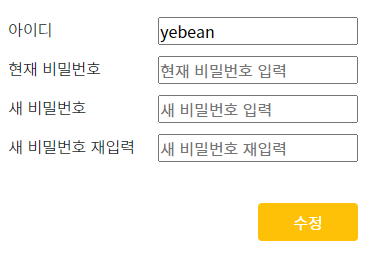 아이디 yebean
현재 비밀번호 현재 비밀번호 입력
새 비밀번호 새 비밀번호 입력
새 비밀번호 재입력 새 비밀번호 재입력
수정